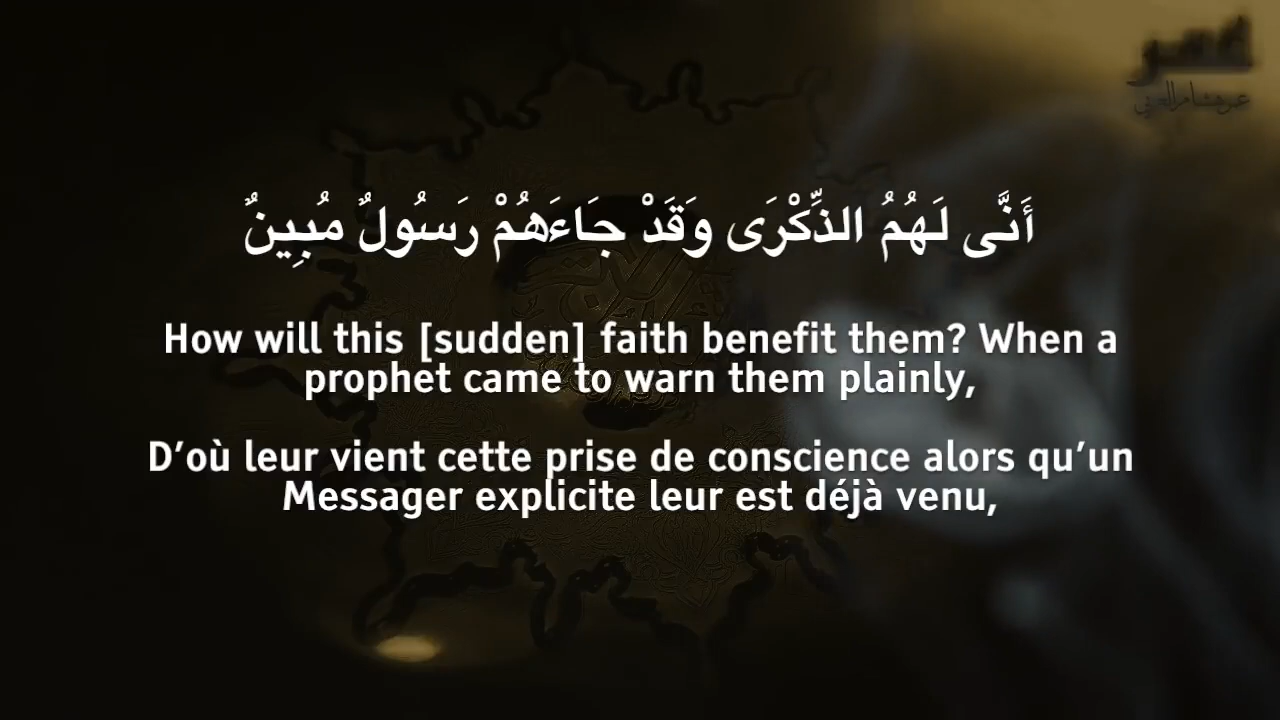 أَنَّى لَهُمُ الذِّكْرَى وَقَدْ جَاءَهُمْ رَسُولٌ مُبِينٌ
How will this [sudden] faith benefit them? When a
prophet came to warn them plainly,
D’où leur vient cette prise de conscience alors qu’un
Messager explicite leur est déjà venu,